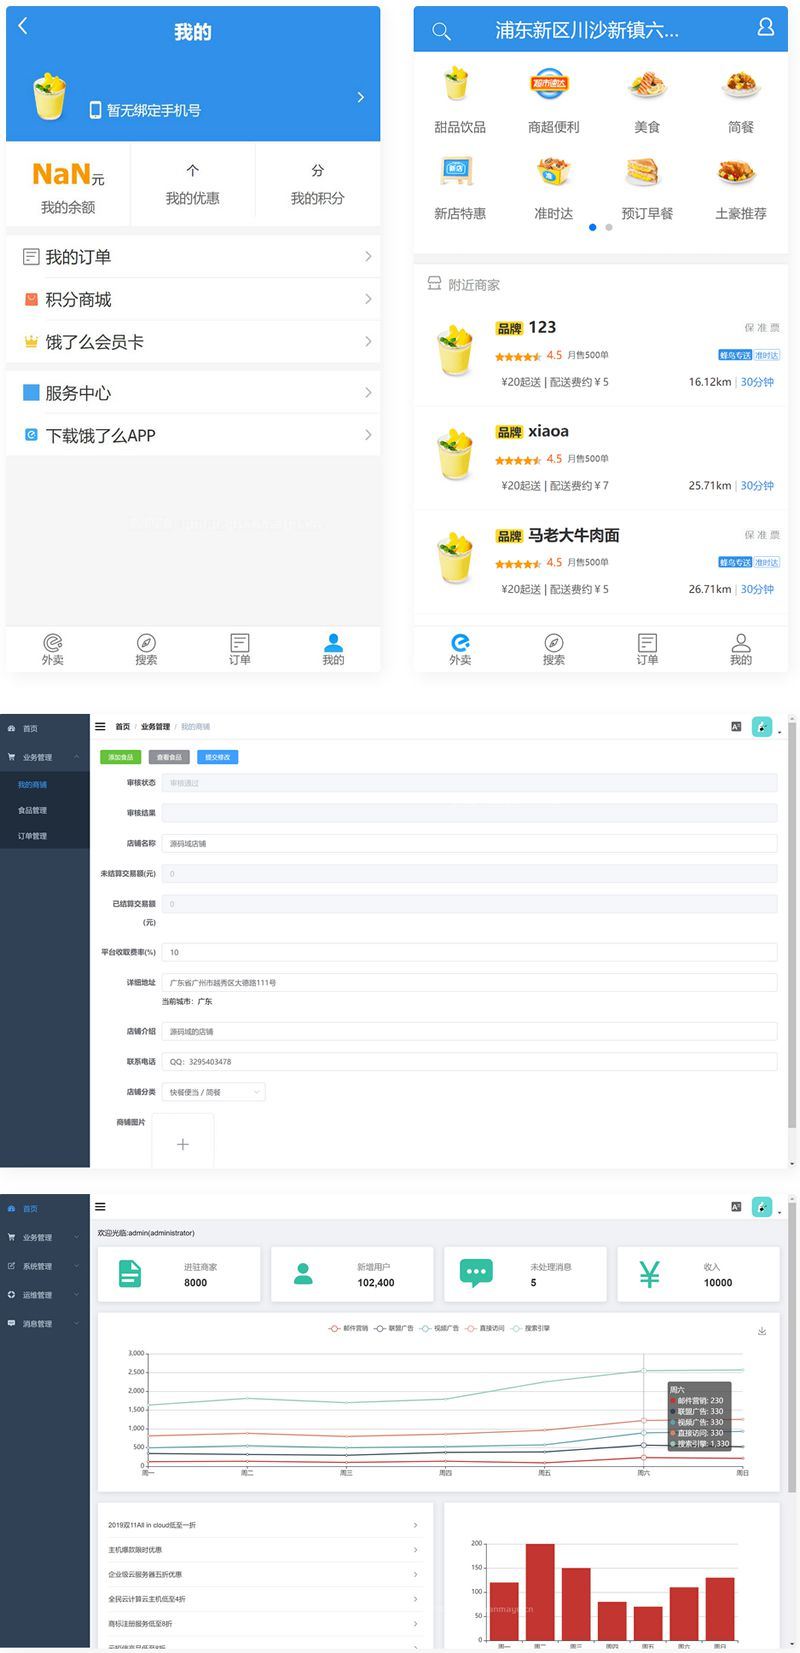 我的
暂无绑定手机号
NaN元
我的余额
个
我的优惠
分
我的积分
我的订单
积分商城
饿了么会员卡
服务中心
下载饿了么APP
外卖
搜索
订单
我的
浦东新区川沙新镇六...
甜品饮品
商超便利
美食
简餐
新店特惠
准时达
预订早餐
土豪推荐
附近商家
品牌 123
保 准 票
4.5 月售500单
蜂鸟专送 准时达
¥20起送 | 配送费约 ¥ 5
16.12km | 30分钟
品牌 xiaoa
4.5 月售500单
¥20起送 | 配送费约 ¥ 7
25.71km | 30分钟
品牌 马老大牛肉面
保 准 票
4.5 月售500单
蜂鸟专送 准时达
¥20起送 | 配送费约 ¥ 5
26.71km | 30分钟
外卖
搜索
订单
我的
首页
业务管理
我的商铺
食品管理
订单管理
首页 / 业务管理 / 我的商铺
添加食品 查看食品 提交修改
审核状态 审核通过
审核结果
店铺名称 源码域店铺
未结算交易额(元) 0
已结算交易额(元) 0
平台收取费率(%) 10
详细地址 广东省广州市越秀区大德路111号
当前城市：广东
店铺介绍 源码域的店铺
联系电话 QQ：3295403478
店铺分类 快餐便当 / 简餐
商铺图片
首页
业务管理
系统管理
运维管理
消息管理
欢迎光临:admin(administrator)
进驻商家
8000
新增用户
102,400
未处理消息
5
收入
10000
邮件营销 联盟广告 视频广告 直接访问 搜索引擎
3,000
2,500
2,000
1,500
1,000
500
0
周一 周二 周三 周四 周五 周六 周日
周六
邮件营销: 230
联盟广告: 330
视频广告: 330
直接访问: 330
搜索引擎: 1,330
2019双11All in cloud低至一折
主机爆款限时优惠
企业级云服务器五折优惠
全民云计算云主机低至4折
商标注册服务低至8折
200
150
100
50
0
周一 周二 周三 周四 周五 周六 周日